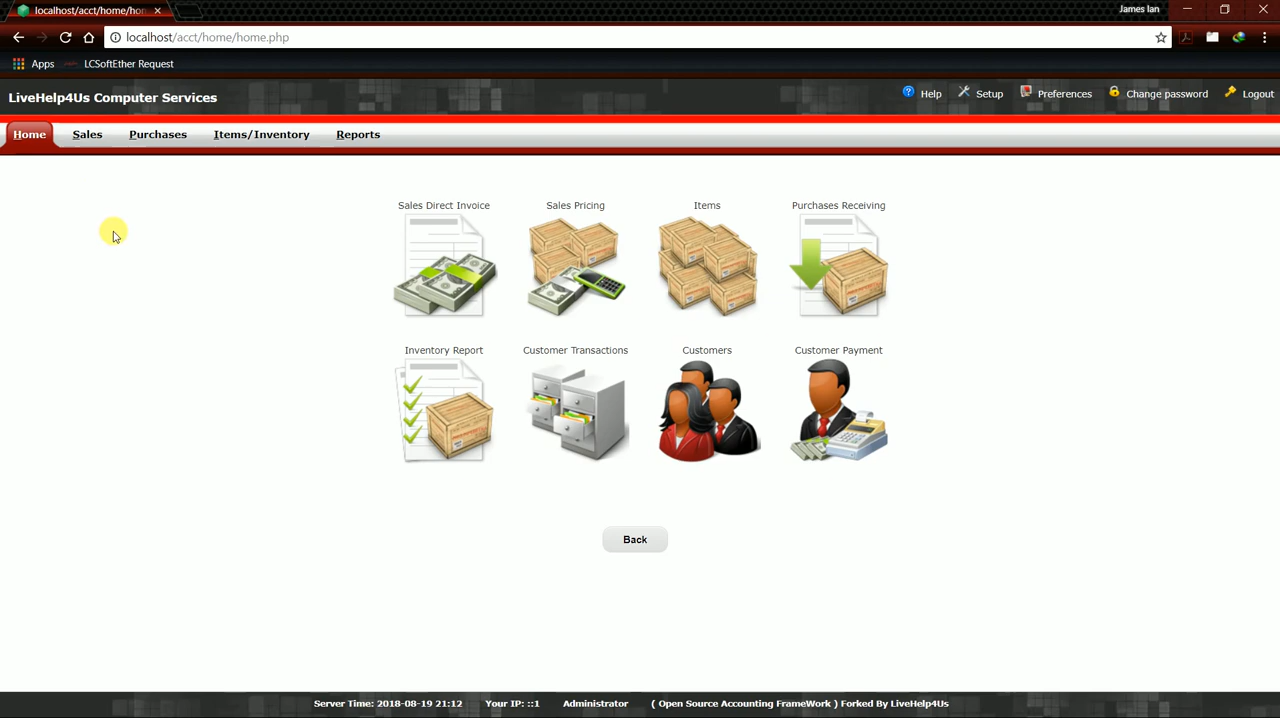 localhost/acct/home/hom
James Ian
localhost/acct/home/home.php
Apps
LCSoftEther Request
LiveHelp4Us Computer Services
Help
Setup
Preferences
Change password
Logout
Home
Sales
Purchases
Items/Inventory
Reports
Sales Direct Invoice
Sales Pricing
Items
Purchases Receiving
Inventory Report
Customer Transactions
Customers
Customer Payment
Back
Server Time: 2018-08-19 21:12
Your IP: ::1
Administrator
( Open Source Accounting FrameWork ) Forked By LiveHelp4Us